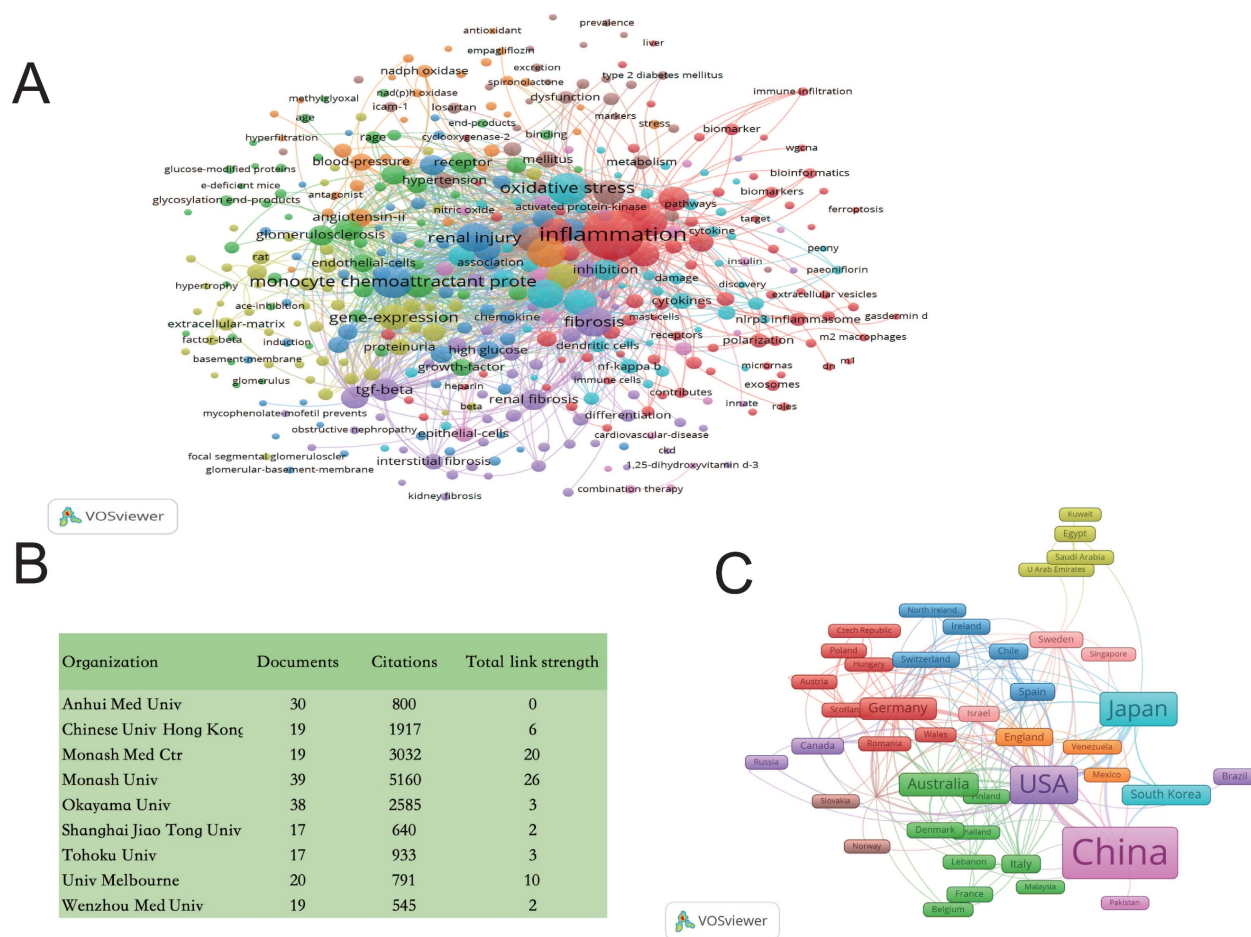 A
prevalence
antioxidant
liver
empagliflozin
nadph oxidase
excretion
type 2 diabetes mellitus
spironolactone
nad(p)h oxidase
dysfunction
immune infiltration
methylglyoxal
icam-1
losartan
markers
age
end-products
stress
biomarker
hyperfiltration
rage
cyclooxygenase-2
binding
wgcna
blood-pressure
receptor
mellitus
metabolism
glucose-modified proteins
hypertension
bioinformatics
e-deficient mice
oxidative stress
biomarkers
antagonist
activated protein-kinase
pathways
glycosylation end-products
nitric oxide
target
ferroptosis
angiotensin-ii
cytokine
glomerulosclerosis
renal injury
inflammation
peony
rat
endothelial-cells
association
inhibition
insulin
paeoniflorin
hypertrophy
monocyte chemoattractant prote
damage
discovery
ace-inhibition
cytokines
extracellular vesicles
extracellular-matrix
gene-expression
chemokine
fibrosis
mast-cells
nlrp3 inflammasome
gasdermin d
factor-beta
induction
proteinuria
high glucose
receptors
polarization
m2 macrophages
basement-membrane
dendritic cells
growth-factor
nf-kappa b
micrornas
dn
m1
glomerulus
immune cells
exosomes
tgf-beta
heparin
contributes
mycophenolate-mofetil prevents
beta
renal fibrosis
innate
roles
obstructive nephropathy
differentiation
epithelial-cells
cardiovascular-disease
focal segmental glomeruloscler
ckd
interstitial fibrosis
glomerular-basement-membrane
1,25-dihydroxyvitamin d-3
kidney fibrosis
combination therapy
VOSviewer
B
Organization Documents Citations Total link strength
Anhui Med Univ 30 800 0
Chinese Univ Hong Kong 19 1917 6
Monash Med Ctr 19 3032 20
Monash Univ 39 5160 26
Okayama Univ 38 2585 3
Shanghai Jiao Tong Univ 17 640 2
Tohoku Univ 17 933 3
Univ Melbourne 20 791 10
Wenzhou Med Univ 19 545 2
C
Kuwait
Egypt
Saudi Arabia
U Arab Emirates
North Ireland
Czech Republic
Ireland
Sweden
Poland
Chile
Singapore
Hungary
Switzerland
Austria
Spain
Scotlan
Germany
Israel
Japan
Wales
England
Canada
Romania
Venezuela
Russia
Mexico
Brazil
Australia
USA
South Korea
Slovakia
Finland
Denmark
hailand
Norway
China
Lebanon
Italy
France
Malaysia
Belgium
Pakistan
VOSviewer